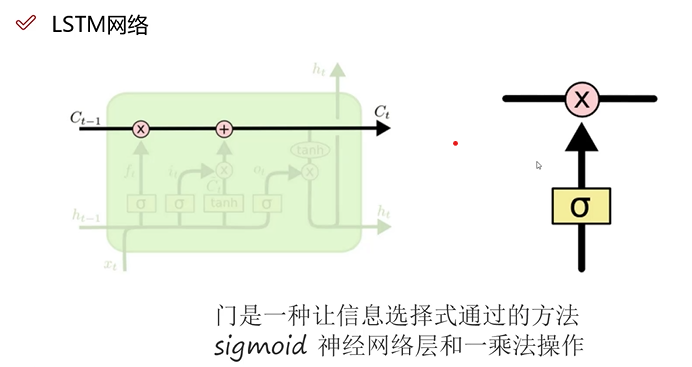 LSTM网络
h_t
C_{t-1} × + C_t
tanh
f_t i_t C̃_t o_t × ×
σ σ tanh σ
h_{t-1} h_t
x_t
×
σ
门是一种让信息选择式通过的方法
sigmoid 神经网络层和一乘法操作